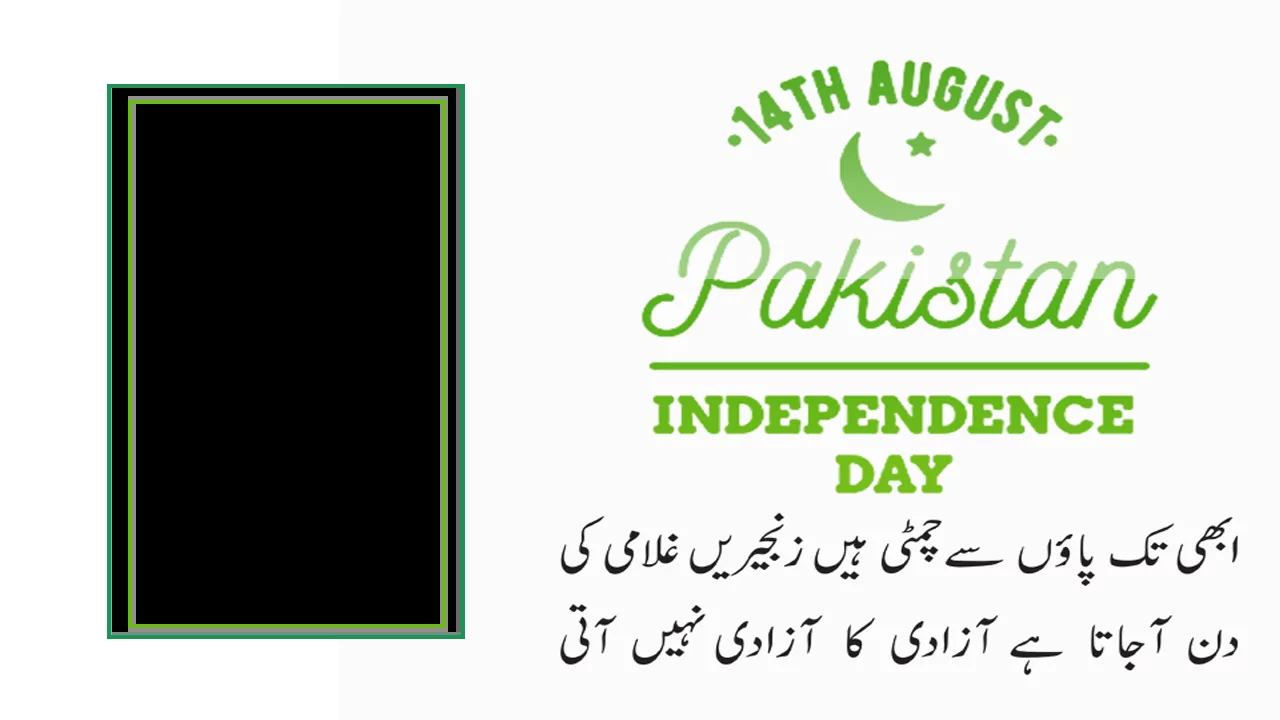 ·14TH AUGUST·
Pakistan
INDEPENDENCE
DAY
ابھی تک پاؤں سے چمٹی ہیں زنجیریں غلامی کی
دن آجاتا ہے آزادی کا آزادی نہیں آتی